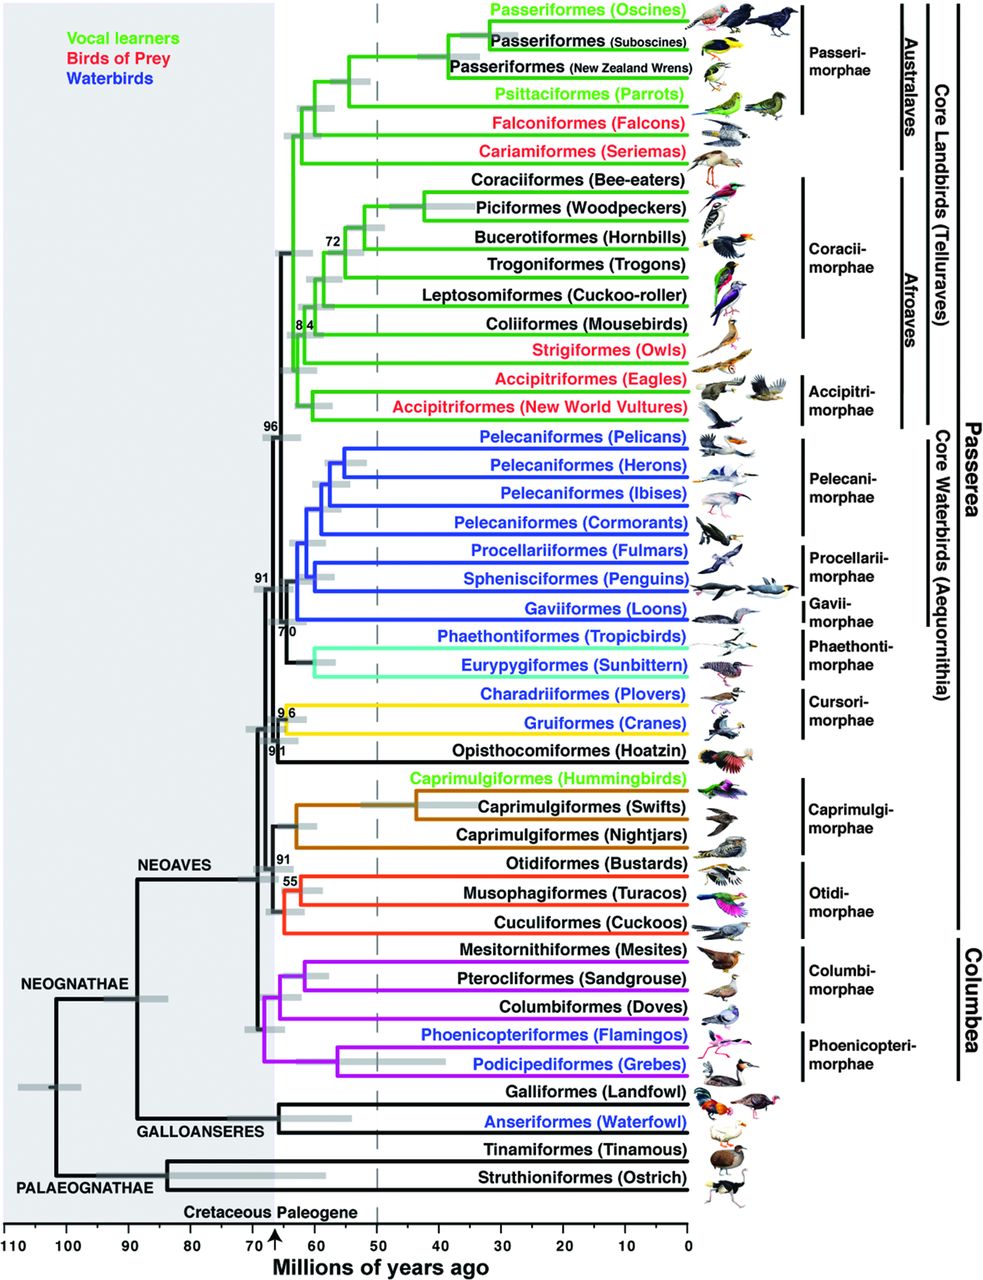 Vocal learners
Birds of Prey
Waterbirds
Passeriformes (Oscines)
Passeriformes (Suboscines)
Passeriformes (New Zealand Wrens)
Psittaciformes (Parrots)
Falconiformes (Falcons)
Cariamiformes (Seriemas)
Coraciiformes (Bee-eaters)
Piciformes (Woodpeckers)
72
Bucerotiformes (Hornbills)
Trogoniformes (Trogons)
Leptosomiformes (Cuckoo-roller)
84
Coliiformes (Mousebirds)
Strigiformes (Owls)
Accipitriformes (Eagles)
Accipitriformes (New World Vultures)
96
Pelecaniformes (Pelicans)
Pelecaniformes (Herons)
Pelecaniformes (Ibises)
Pelecaniformes (Cormorants)
Procellariiformes (Fulmars)
91
Sphenisciformes (Penguins)
Gaviiformes (Loons)
70
Phaethontiformes (Tropicbirds)
Eurypygiformes (Sunbittern)
Charadriiformes (Plovers)
96
Gruiformes (Cranes)
91
Opisthocomiformes (Hoatzin)
Caprimulgiformes (Hummingbirds)
Caprimulgiformes (Swifts)
Caprimulgiformes (Nightjars)
NEOAVES
91
Otidiformes (Bustards)
55
Musophagiformes (Turacos)
Cuculiformes (Cuckoos)
Mesitornithiformes (Mesites)
NEOGNATHAE
Pterocliformes (Sandgrouse)
Columbiformes (Doves)
Phoenicopteriformes (Flamingos)
Podicipediformes (Grebes)
Galliformes (Landfowl)
GALLOANSERES
Anseriformes (Waterfowl)
Tinamiformes (Tinamous)
PALAEOGNATHAE
Struthioniformes (Ostrich)
Passeri-
morphae
Coracii-
morphae
Accipitri-
morphae
Pelecani-
morphae
Procellarii-
morphae
Gavii-
morphae
Phaethonti-
morphae
Cursori-
morphae
Caprimulgi-
morphae
Otidi-
morphae
Columbi-
morphae
Phoenicopteri-
morphae
Australaves
Afroaves
Core Landbirds (Telluraves)
Core Waterbirds (Aequornithia)
Passerea
Columbea
Cretaceous Paleogene
110 100 90 80 70 60 50 40 30 20 10 0
Millions of years ago